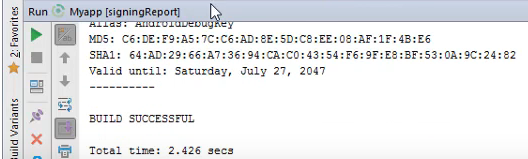 Run Myapp [signingReport]
2: Favorites
Alias: AndroidDebugKey
MD5: C6:DE:F9:A5:7C:C6:AD:8E:5D:C8:EE:08:AF:1F:4B:E6
SHA1: 64:AD:29:66:A7:36:94:CA:C0:43:54:F6:9F:E8:BF:53:0A:9C:24:82
Valid until: Saturday, July 27, 2047
----------
Build Variants
BUILD SUCCESSFUL
Total time: 2.426 secs